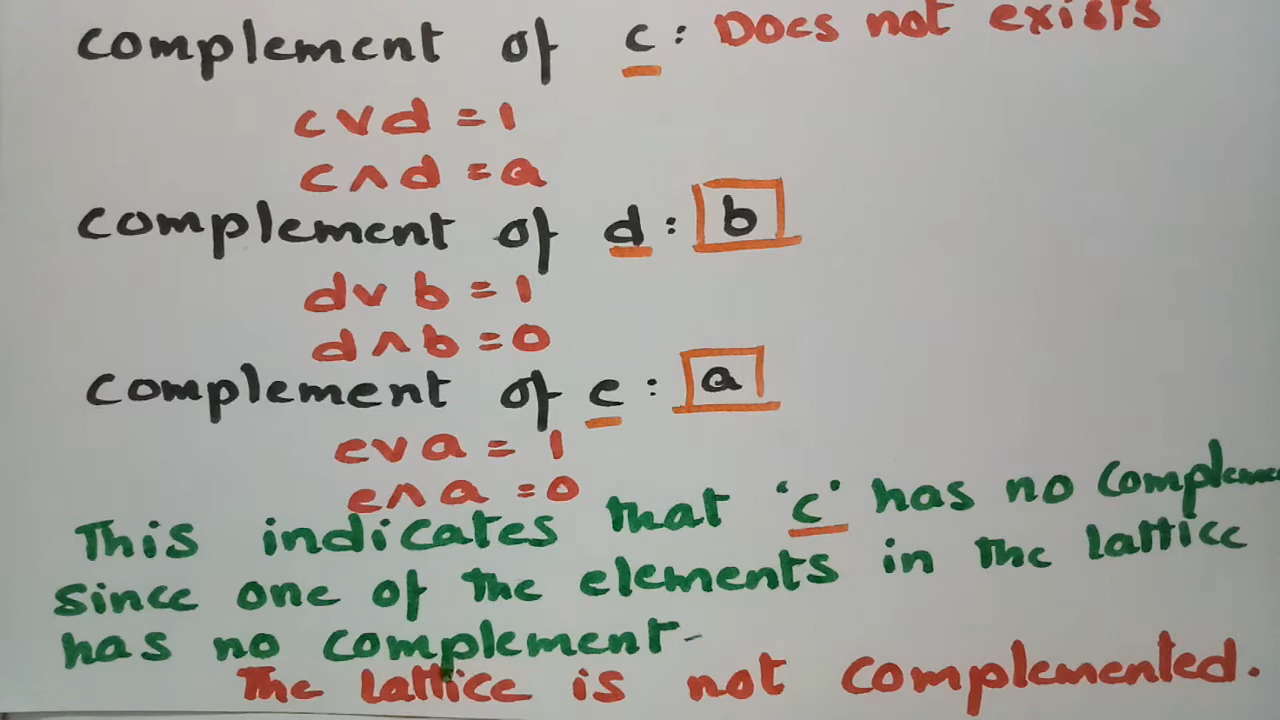 complement of c: Does not exists
c∨d = 1
c∧d = a
complement of d: b
d∨ b = 1
d∧b = 0
complement of e: a
e∨a = 1
e∧a = 0
This indicates that 'c' has no compleme
since one of the elements in the lattice
has no complement-
The lattice is not complemented.